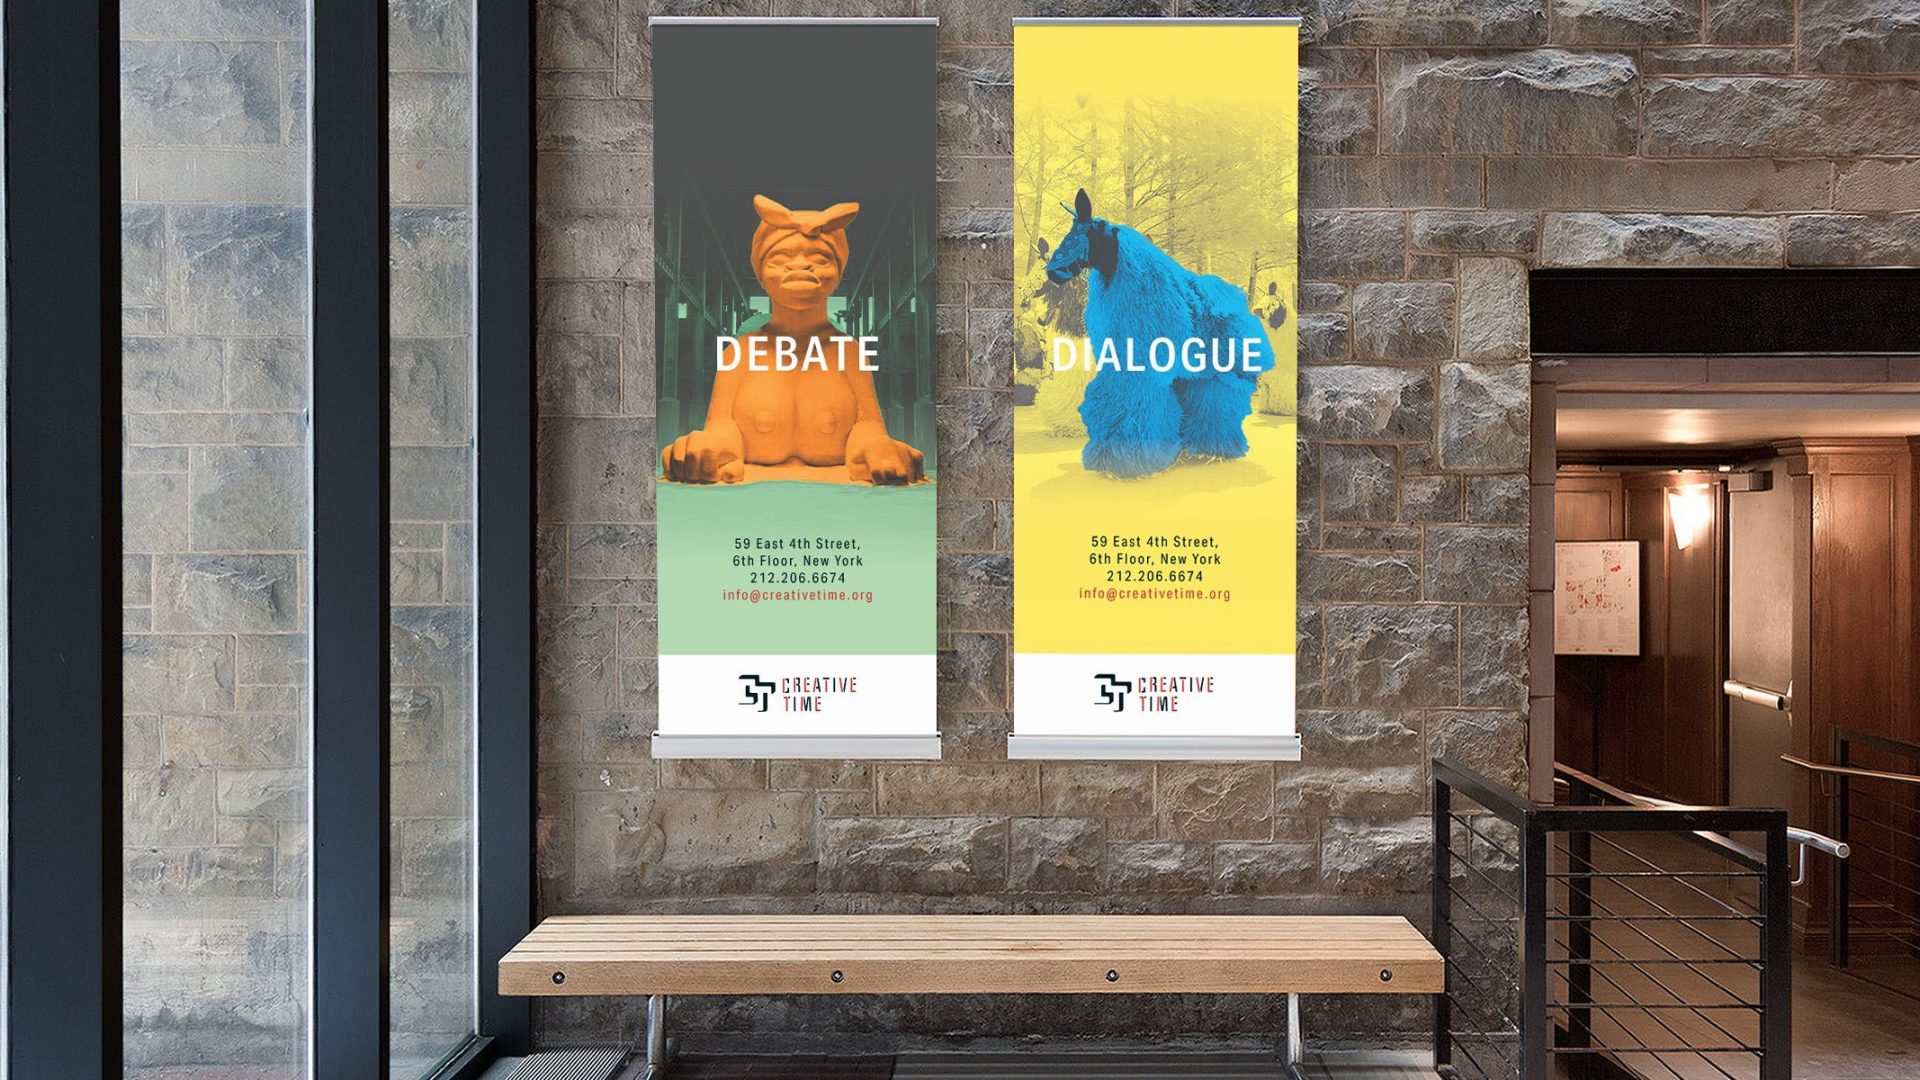 DEBATE
59 East 4th Street,
6th Floor, New York
212.206.6674
info@creativetime.org
CREATIVE
TIME
DIALOGUE
59 East 4th Street,
6th Floor, New York
212.206.6674
info@creativetime.org
CREATIVE
TIME